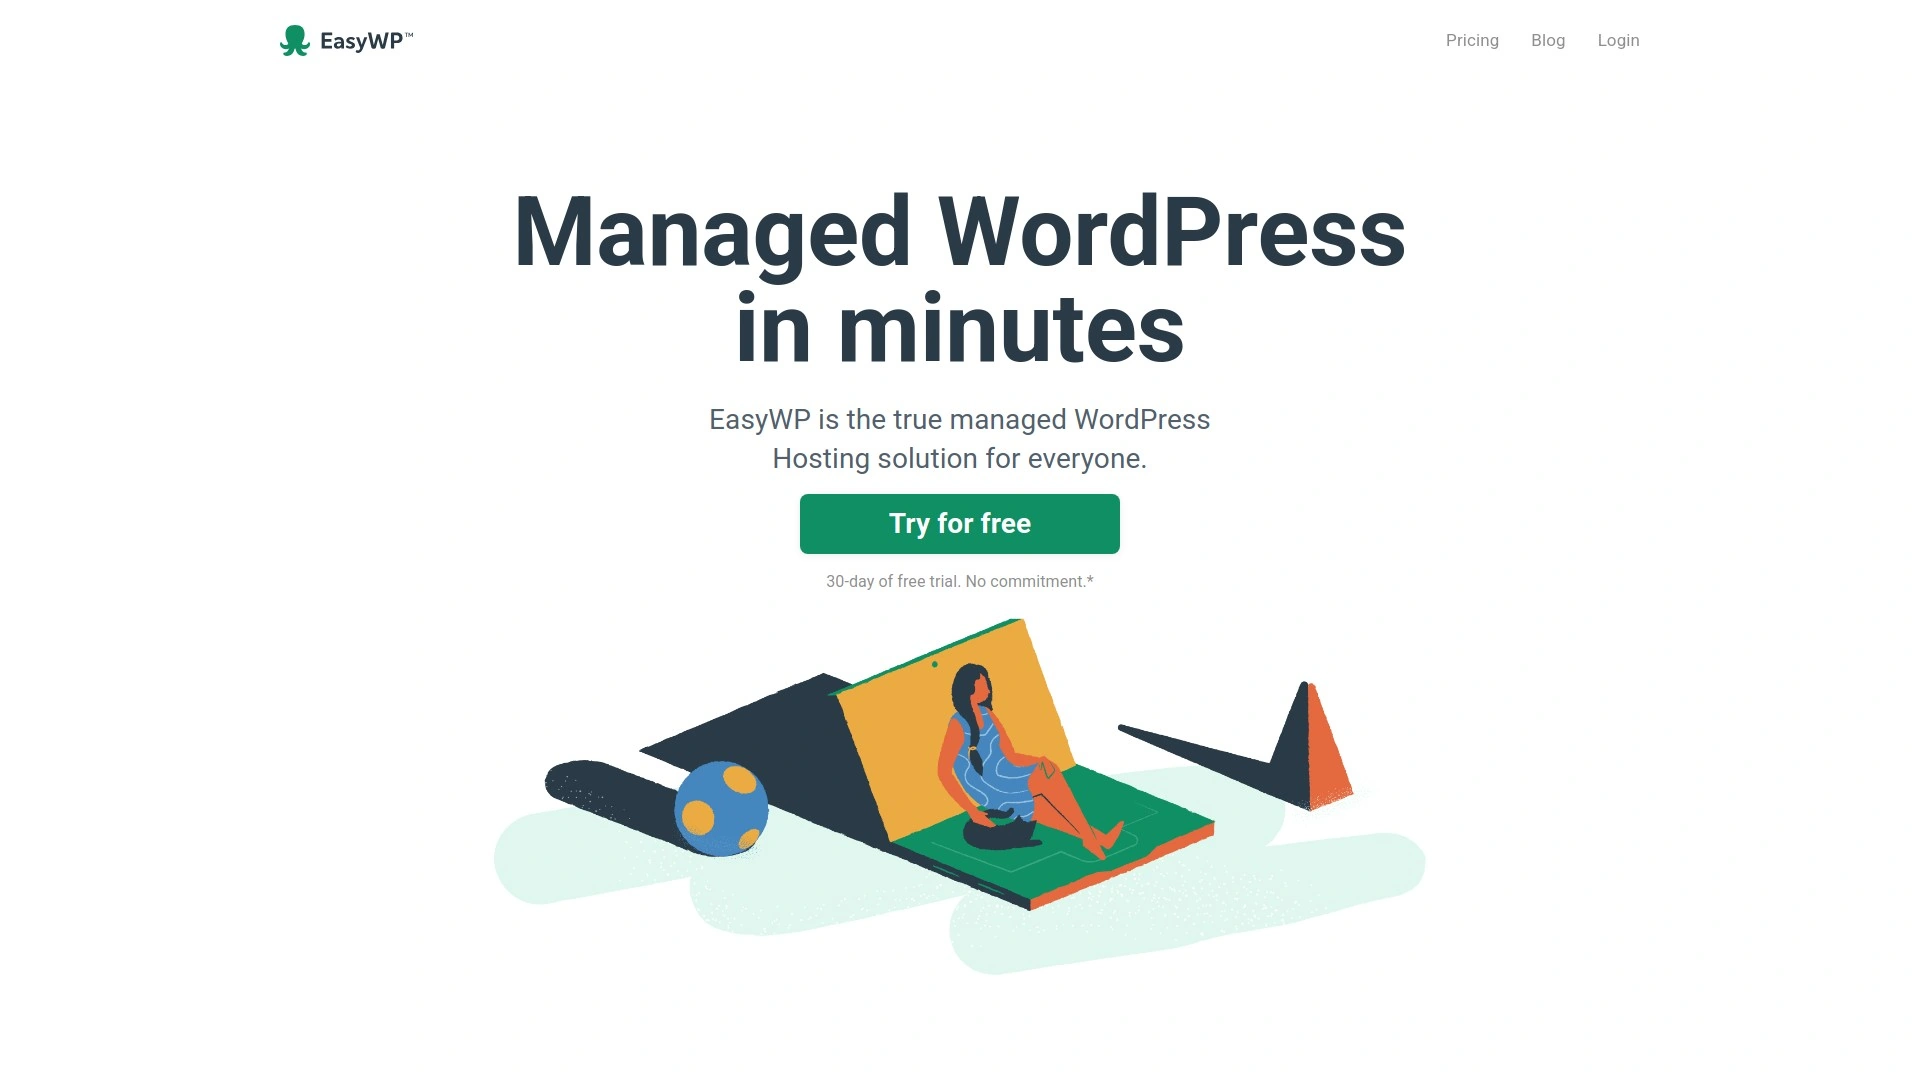 EasyWP™
Pricing
Blog
Login
Managed WordPress
in minutes
EasyWP is the true managed WordPress
Hosting solution for everyone.
Try for free
30-day of free trial. No commitment.*